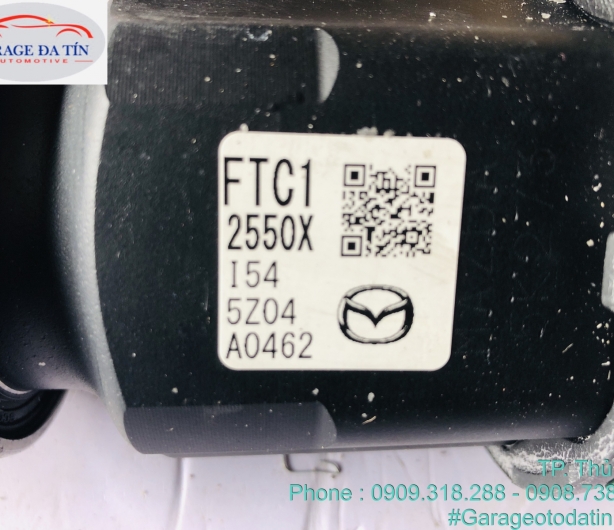 GARAGE ĐA TÍN
AUTOMOTIVE
FTC1
2550X
I54
5Z04
A0462
TP. Thủ
Phone : 0909.318.288 - 0908.738
#Garageotodatin